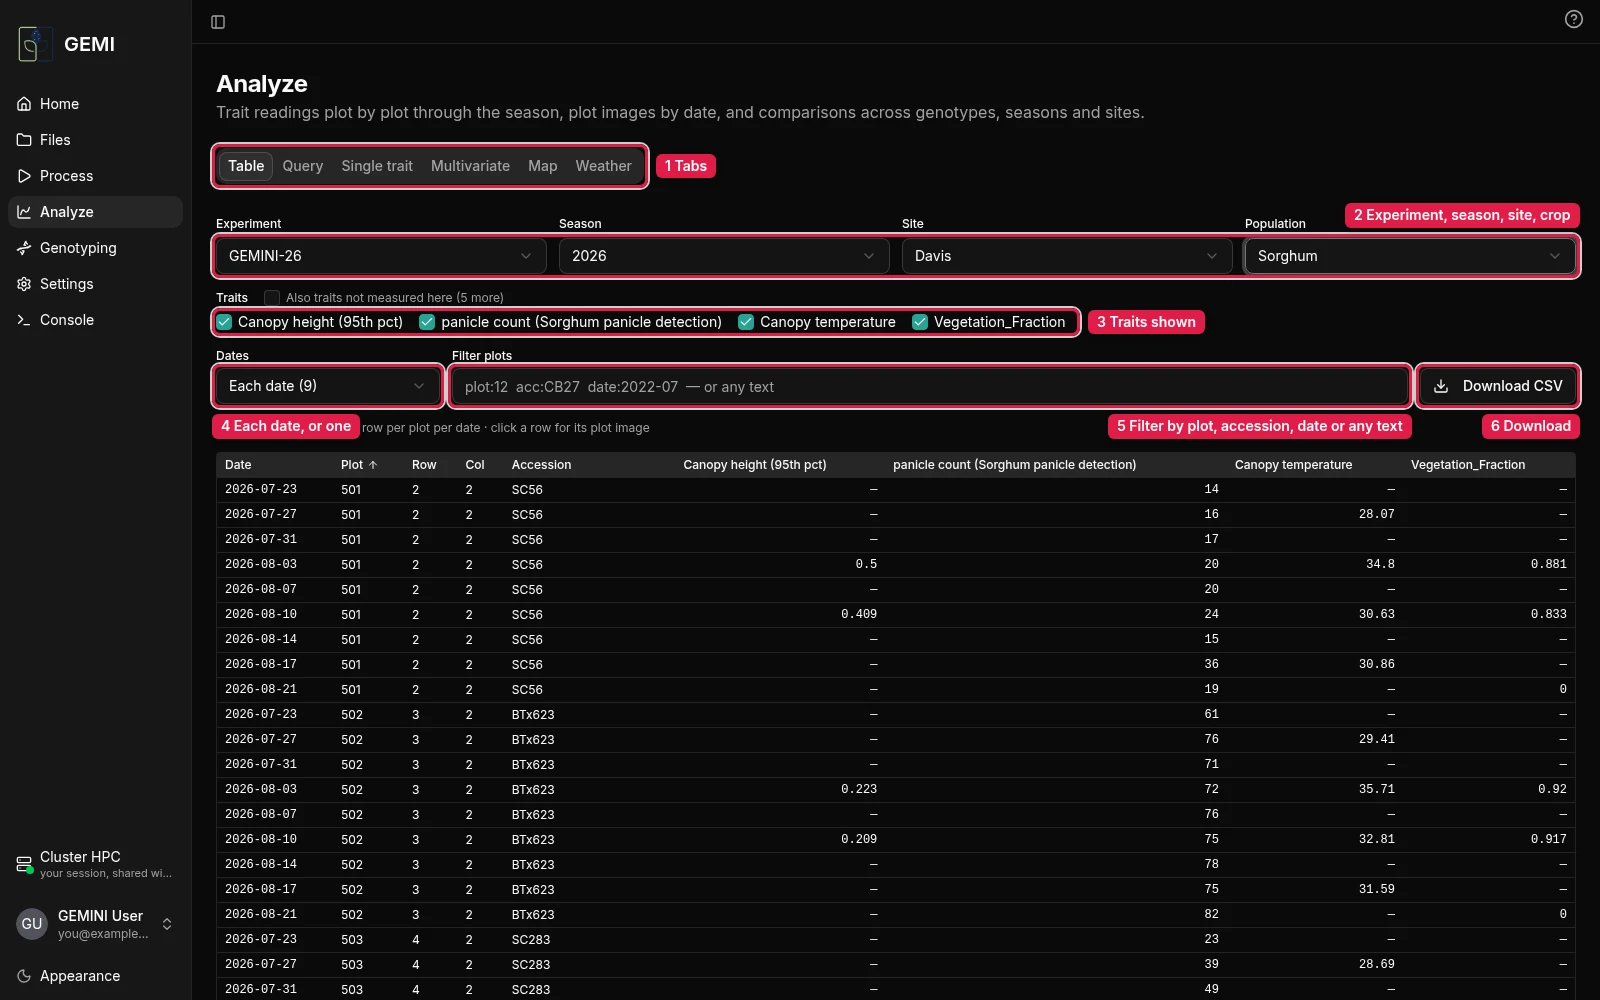 GEMI
Home
Files
Process
Analyze
Genotyping
Settings
Console
Cluster HPC
your session, shared wi...
GU
GEMINI User
you@example...
Appearance
Analyze
Trait readings plot by plot through the season, plot images by date, and comparisons across genotypes, seasons and sites.
Table Query Single trait Multivariate Map Weather 1 Tabs
Experiment Season Site Population 2 Experiment, season, site, crop
GEMINI-26 2026 Davis Sorghum
Traits Also traits not measured here (5 more)
Canopy height (95th pct) panicle count (Sorghum panicle detection) Canopy temperature Vegetation_Fraction 3 Traits shown
Dates Filter plots
Each date (9) plot:12 acc:CB27 date:2022-07 — or any text Download CSV
4 Each date, or one row per plot per date · click a row for its plot image 5 Filter by plot, accession, date or any text 6 Download
Date Plot ↑ Row Col Accession Canopy height (95th pct) panicle count (Sorghum panicle detection) Canopy temperature Vegetation_Fraction
2026-07-23 501 2 2 SC56 — 14 — —
2026-07-27 501 2 2 SC56 — 16 28.07 —
2026-07-31 501 2 2 SC56 — 17 — —
2026-08-03 501 2 2 SC56 0.5 20 34.8 0.881
2026-08-07 501 2 2 SC56 — 20 — —
2026-08-10 501 2 2 SC56 0.409 24 30.63 0.833
2026-08-14 501 2 2 SC56 — 15 — —
2026-08-17 501 2 2 SC56 — 36 30.86 —
2026-08-21 501 2 2 SC56 — 19 — 0
2026-07-23 502 3 2 BTx623 — 61 — —
2026-07-27 502 3 2 BTx623 — 76 29.41 —
2026-07-31 502 3 2 BTx623 — 71 — —
2026-08-03 502 3 2 BTx623 0.223 72 35.71 0.92
2026-08-07 502 3 2 BTx623 — 76 — —
2026-08-10 502 3 2 BTx623 0.209 75 32.81 0.917
2026-08-14 502 3 2 BTx623 — 78 — —
2026-08-17 502 3 2 BTx623 — 75 31.59 —
2026-08-21 502 3 2 BTx623 — 82 — 0
2026-07-23 503 4 2 SC283 — 23 — —
2026-07-27 503 4 2 SC283 — 39 28.69 —
2026-07-31 503 4 2 SC283 — 49 — —